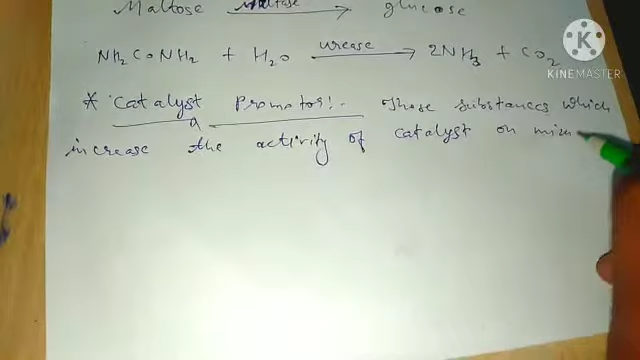 Maltose maltase → glucose
NH2CONH2 + H2O urease → 2NH3 + CO2
* Catalyst Promotor:- Those substances which
increase the activity of catalyst on mix
K
KINEMASTER